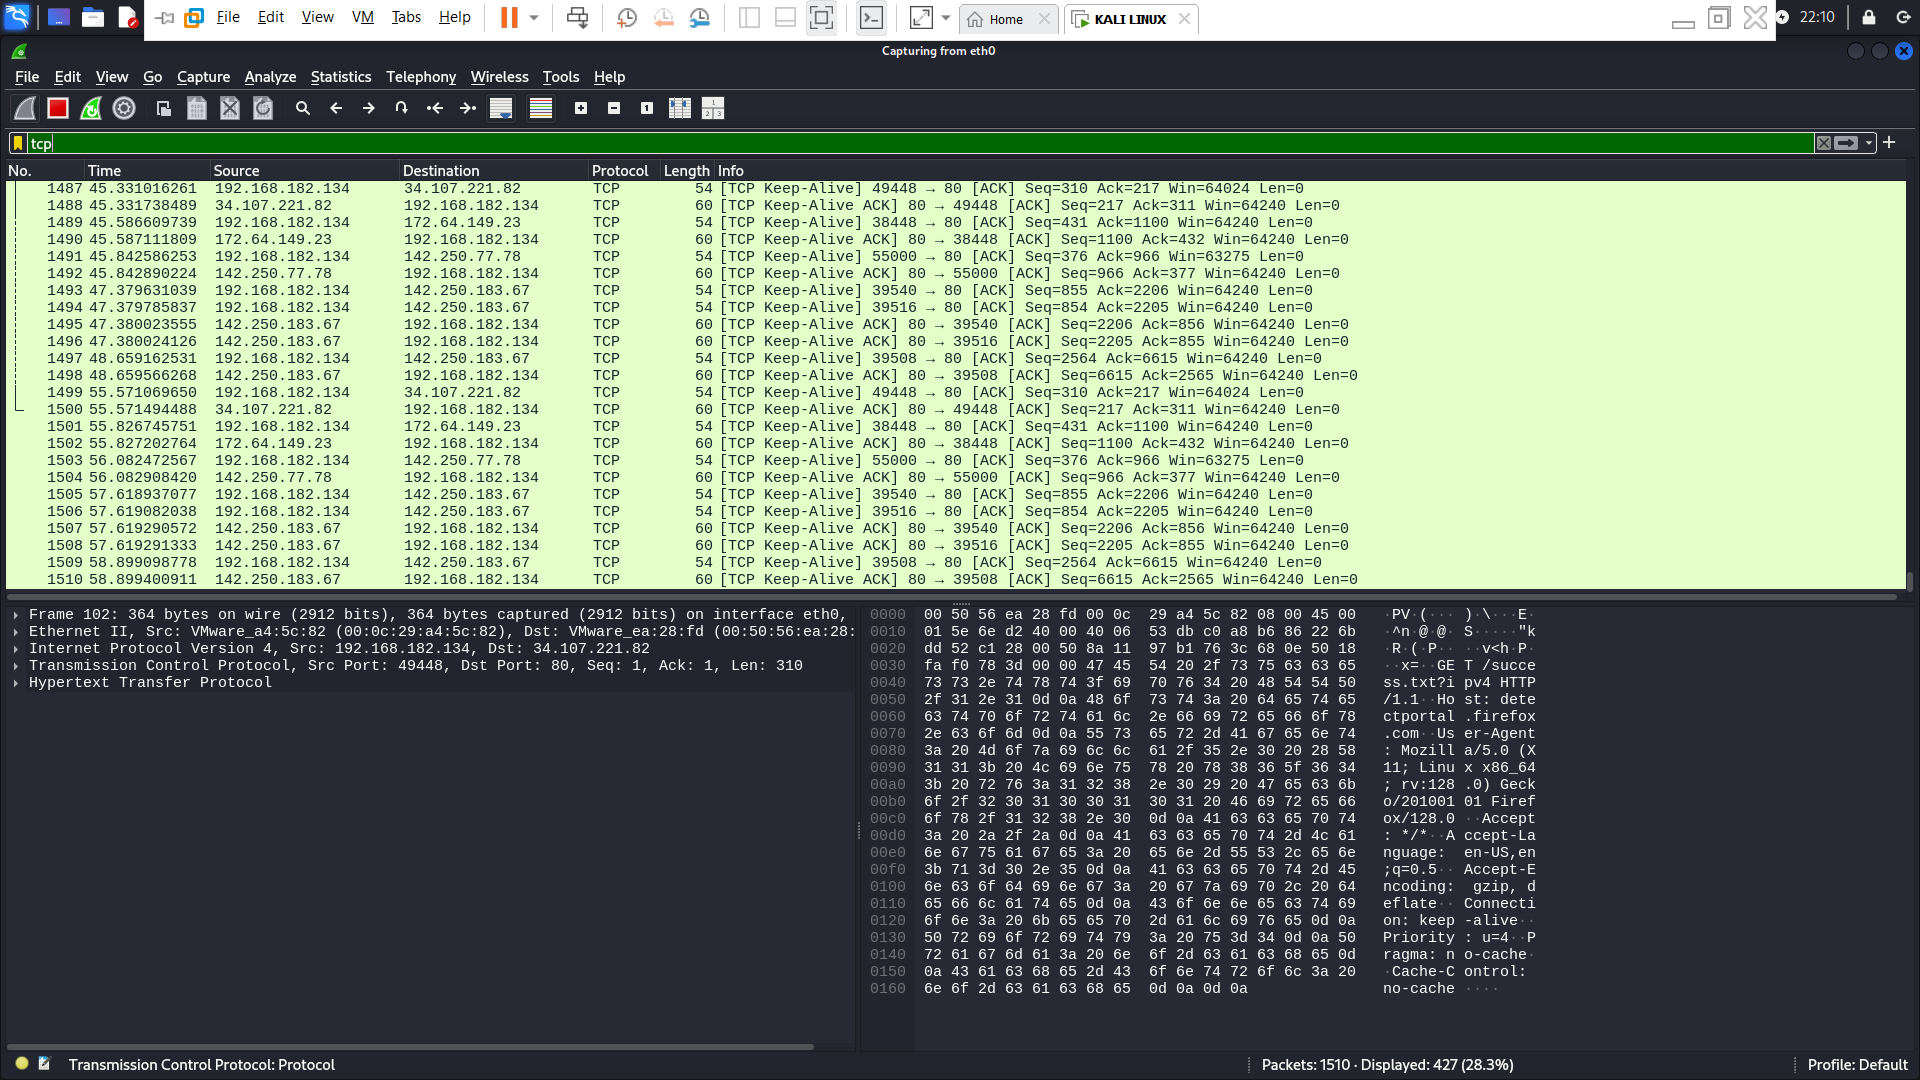 File Edit View VM Tabs Help Home KALI LINUX 22:10
Capturing from eth0
File Edit View Go Capture Analyze Statistics Telephony Wireless Tools Help
tcp
No. Time Source Destination Protocol Length Info
1487 45.331016261 192.168.182.134 34.107.221.82 TCP 54 [TCP Keep-Alive] 49448 → 80 [ACK] Seq=310 Ack=217 Win=64024 Len=0
1488 45.331738489 34.107.221.82 192.168.182.134 TCP 60 [TCP Keep-Alive ACK] 80 → 49448 [ACK] Seq=217 Ack=311 Win=64240 Len=0
1489 45.586609739 192.168.182.134 172.64.149.23 TCP 54 [TCP Keep-Alive] 38448 → 80 [ACK] Seq=431 Ack=1100 Win=64240 Len=0
1490 45.587111809 172.64.149.23 192.168.182.134 TCP 60 [TCP Keep-Alive ACK] 80 → 38448 [ACK] Seq=1100 Ack=432 Win=64240 Len=0
1491 45.842586253 192.168.182.134 142.250.77.78 TCP 54 [TCP Keep-Alive] 55000 → 80 [ACK] Seq=376 Ack=966 Win=63275 Len=0
1492 45.842890224 142.250.77.78 192.168.182.134 TCP 60 [TCP Keep-Alive ACK] 80 → 55000 [ACK] Seq=966 Ack=377 Win=64240 Len=0
1493 47.379631039 192.168.182.134 142.250.183.67 TCP 54 [TCP Keep-Alive] 39540 → 80 [ACK] Seq=855 Ack=2206 Win=64240 Len=0
1494 47.379785837 192.168.182.134 142.250.183.67 TCP 54 [TCP Keep-Alive] 39516 → 80 [ACK] Seq=854 Ack=2205 Win=64240 Len=0
1495 47.380023555 142.250.183.67 192.168.182.134 TCP 60 [TCP Keep-Alive ACK] 80 → 39540 [ACK] Seq=2206 Ack=856 Win=64240 Len=0
1496 47.380024126 142.250.183.67 192.168.182.134 TCP 60 [TCP Keep-Alive ACK] 80 → 39516 [ACK] Seq=2205 Ack=855 Win=64240 Len=0
1497 48.659162531 192.168.182.134 142.250.183.67 TCP 54 [TCP Keep-Alive] 39508 → 80 [ACK] Seq=2564 Ack=6615 Win=64240 Len=0
1498 48.659566268 142.250.183.67 192.168.182.134 TCP 60 [TCP Keep-Alive ACK] 80 → 39508 [ACK] Seq=6615 Ack=2565 Win=64240 Len=0
1499 55.571069650 192.168.182.134 34.107.221.82 TCP 54 [TCP Keep-Alive] 49448 → 80 [ACK] Seq=310 Ack=217 Win=64024 Len=0
1500 55.571494488 34.107.221.82 192.168.182.134 TCP 60 [TCP Keep-Alive ACK] 80 → 49448 [ACK] Seq=217 Ack=311 Win=64240 Len=0
1501 55.826745751 192.168.182.134 172.64.149.23 TCP 54 [TCP Keep-Alive] 38448 → 80 [ACK] Seq=431 Ack=1100 Win=64240 Len=0
1502 55.827202764 172.64.149.23 192.168.182.134 TCP 60 [TCP Keep-Alive ACK] 80 → 38448 [ACK] Seq=1100 Ack=432 Win=64240 Len=0
1503 56.082472567 192.168.182.134 142.250.77.78 TCP 54 [TCP Keep-Alive] 55000 → 80 [ACK] Seq=376 Ack=966 Win=63275 Len=0
1504 56.082908420 142.250.77.78 192.168.182.134 TCP 60 [TCP Keep-Alive ACK] 80 → 55000 [ACK] Seq=966 Ack=377 Win=64240 Len=0
1505 57.618937077 192.168.182.134 142.250.183.67 TCP 54 [TCP Keep-Alive] 39540 → 80 [ACK] Seq=855 Ack=2206 Win=64240 Len=0
1506 57.619082038 192.168.182.134 142.250.183.67 TCP 54 [TCP Keep-Alive] 39516 → 80 [ACK] Seq=854 Ack=2205 Win=64240 Len=0
1507 57.619290572 142.250.183.67 192.168.182.134 TCP 60 [TCP Keep-Alive ACK] 80 → 39540 [ACK] Seq=2206 Ack=856 Win=64240 Len=0
1508 57.619291333 142.250.183.67 192.168.182.134 TCP 60 [TCP Keep-Alive ACK] 80 → 39516 [ACK] Seq=2205 Ack=855 Win=64240 Len=0
1509 58.899098778 192.168.182.134 142.250.183.67 TCP 54 [TCP Keep-Alive] 39508 → 80 [ACK] Seq=2564 Ack=6615 Win=64240 Len=0
1510 58.899400911 142.250.183.67 192.168.182.134 TCP 60 [TCP Keep-Alive ACK] 80 → 39508 [ACK] Seq=6615 Ack=2565 Win=64240 Len=0
Frame 102: 364 bytes on wire (2912 bits), 364 bytes captured (2912 bits) on interface eth0,
Ethernet II, Src: VMware_a4:5c:82 (00:0c:29:a4:5c:82), Dst: VMware_ea:28:fd (00:50:56:ea:28:
Internet Protocol Version 4, Src: 192.168.182.134, Dst: 34.107.221.82
Transmission Control Protocol, Src Port: 49448, Dst Port: 80, Seq: 1, Ack: 1, Len: 310
Hypertext Transfer Protocol
0000 00 50 56 ea 28 fd 00 0c 29 a4 5c 82 08 00 45 00 ·PV·(··· )·\···E·
0010 01 5e 6e d2 40 00 40 06 53 db c0 a8 b6 86 22 6b ·^n·@·@· S·····"k
0020 dd 52 c1 28 00 50 8a 11 97 b1 76 3c 68 0e 50 18 ·R·(·P·· ··v<h·P·
0030 fa f0 78 3d 00 00 47 45 54 20 2f 73 75 63 63 65 ··x=··GE T /succe
0040 73 73 2e 74 78 74 3f 69 70 76 34 20 48 54 54 50 ss.txt?i pv4 HTTP
0050 2f 31 2e 31 0d 0a 48 6f 73 74 3a 20 64 65 74 65 /1.1··Ho st: dete
0060 63 74 70 6f 72 74 61 6c 2e 66 69 72 65 66 6f 78 ctportal .firefox
0070 2e 63 6f 6d 0d 0a 55 73 65 72 2d 41 67 65 6e 74 .com··Us er-Agent
0080 3a 20 4d 6f 7a 69 6c 6c 61 2f 35 2e 30 20 28 58 : Mozill a/5.0 (X
0090 31 31 3b 20 4c 69 6e 75 78 20 78 38 36 5f 36 34 11; Linu x x86_64
00a0 3b 20 72 76 3a 31 32 38 2e 30 29 20 47 65 63 6b ; rv:128 .0) Geck
00b0 6f 2f 32 30 31 30 30 31 30 31 20 46 69 72 65 66 o/201001 01 Firef
00c0 6f 78 2f 31 32 38 2e 30 0d 0a 41 63 63 65 70 74 ox/128.0 ··Accept
00d0 3a 20 2a 2f 2a 0d 0a 41 63 63 65 70 74 2d 4c 61 : */*··A ccept-La
00e0 6e 67 75 61 67 65 3a 20 65 6e 2d 55 53 2c 65 6e nguage: en-US,en
00f0 3b 71 3d 30 2e 35 0d 0a 41 63 63 65 70 74 2d 45 ;q=0.5·· Accept-E
0100 6e 63 6f 64 69 6e 67 3a 20 67 7a 69 70 2c 20 64 ncoding: gzip, d
0110 65 66 6c 61 74 65 0d 0a 43 6f 6e 6e 65 63 74 69 eflate·· Connecti
0120 6f 6e 3a 20 6b 65 65 70 2d 61 6c 69 76 65 0d 0a on: keep -alive··
0130 50 72 69 6f 72 69 74 79 3a 20 75 3d 34 0d 0a 50 Priority : u=4··P
0140 72 61 67 6d 61 3a 20 6e 6f 2d 63 61 63 68 65 0d ragma: n o-cache·
0150 0a 43 61 63 68 65 2d 43 6f 6e 74 72 6f 6c 3a 20 ·Cache-C ontrol:
0160 6e 6f 2d 63 61 63 68 65 0d 0a 0d 0a no-cache ····
Transmission Control Protocol: Protocol Packets: 1510 · Displayed: 427 (28.3%) Profile: Default